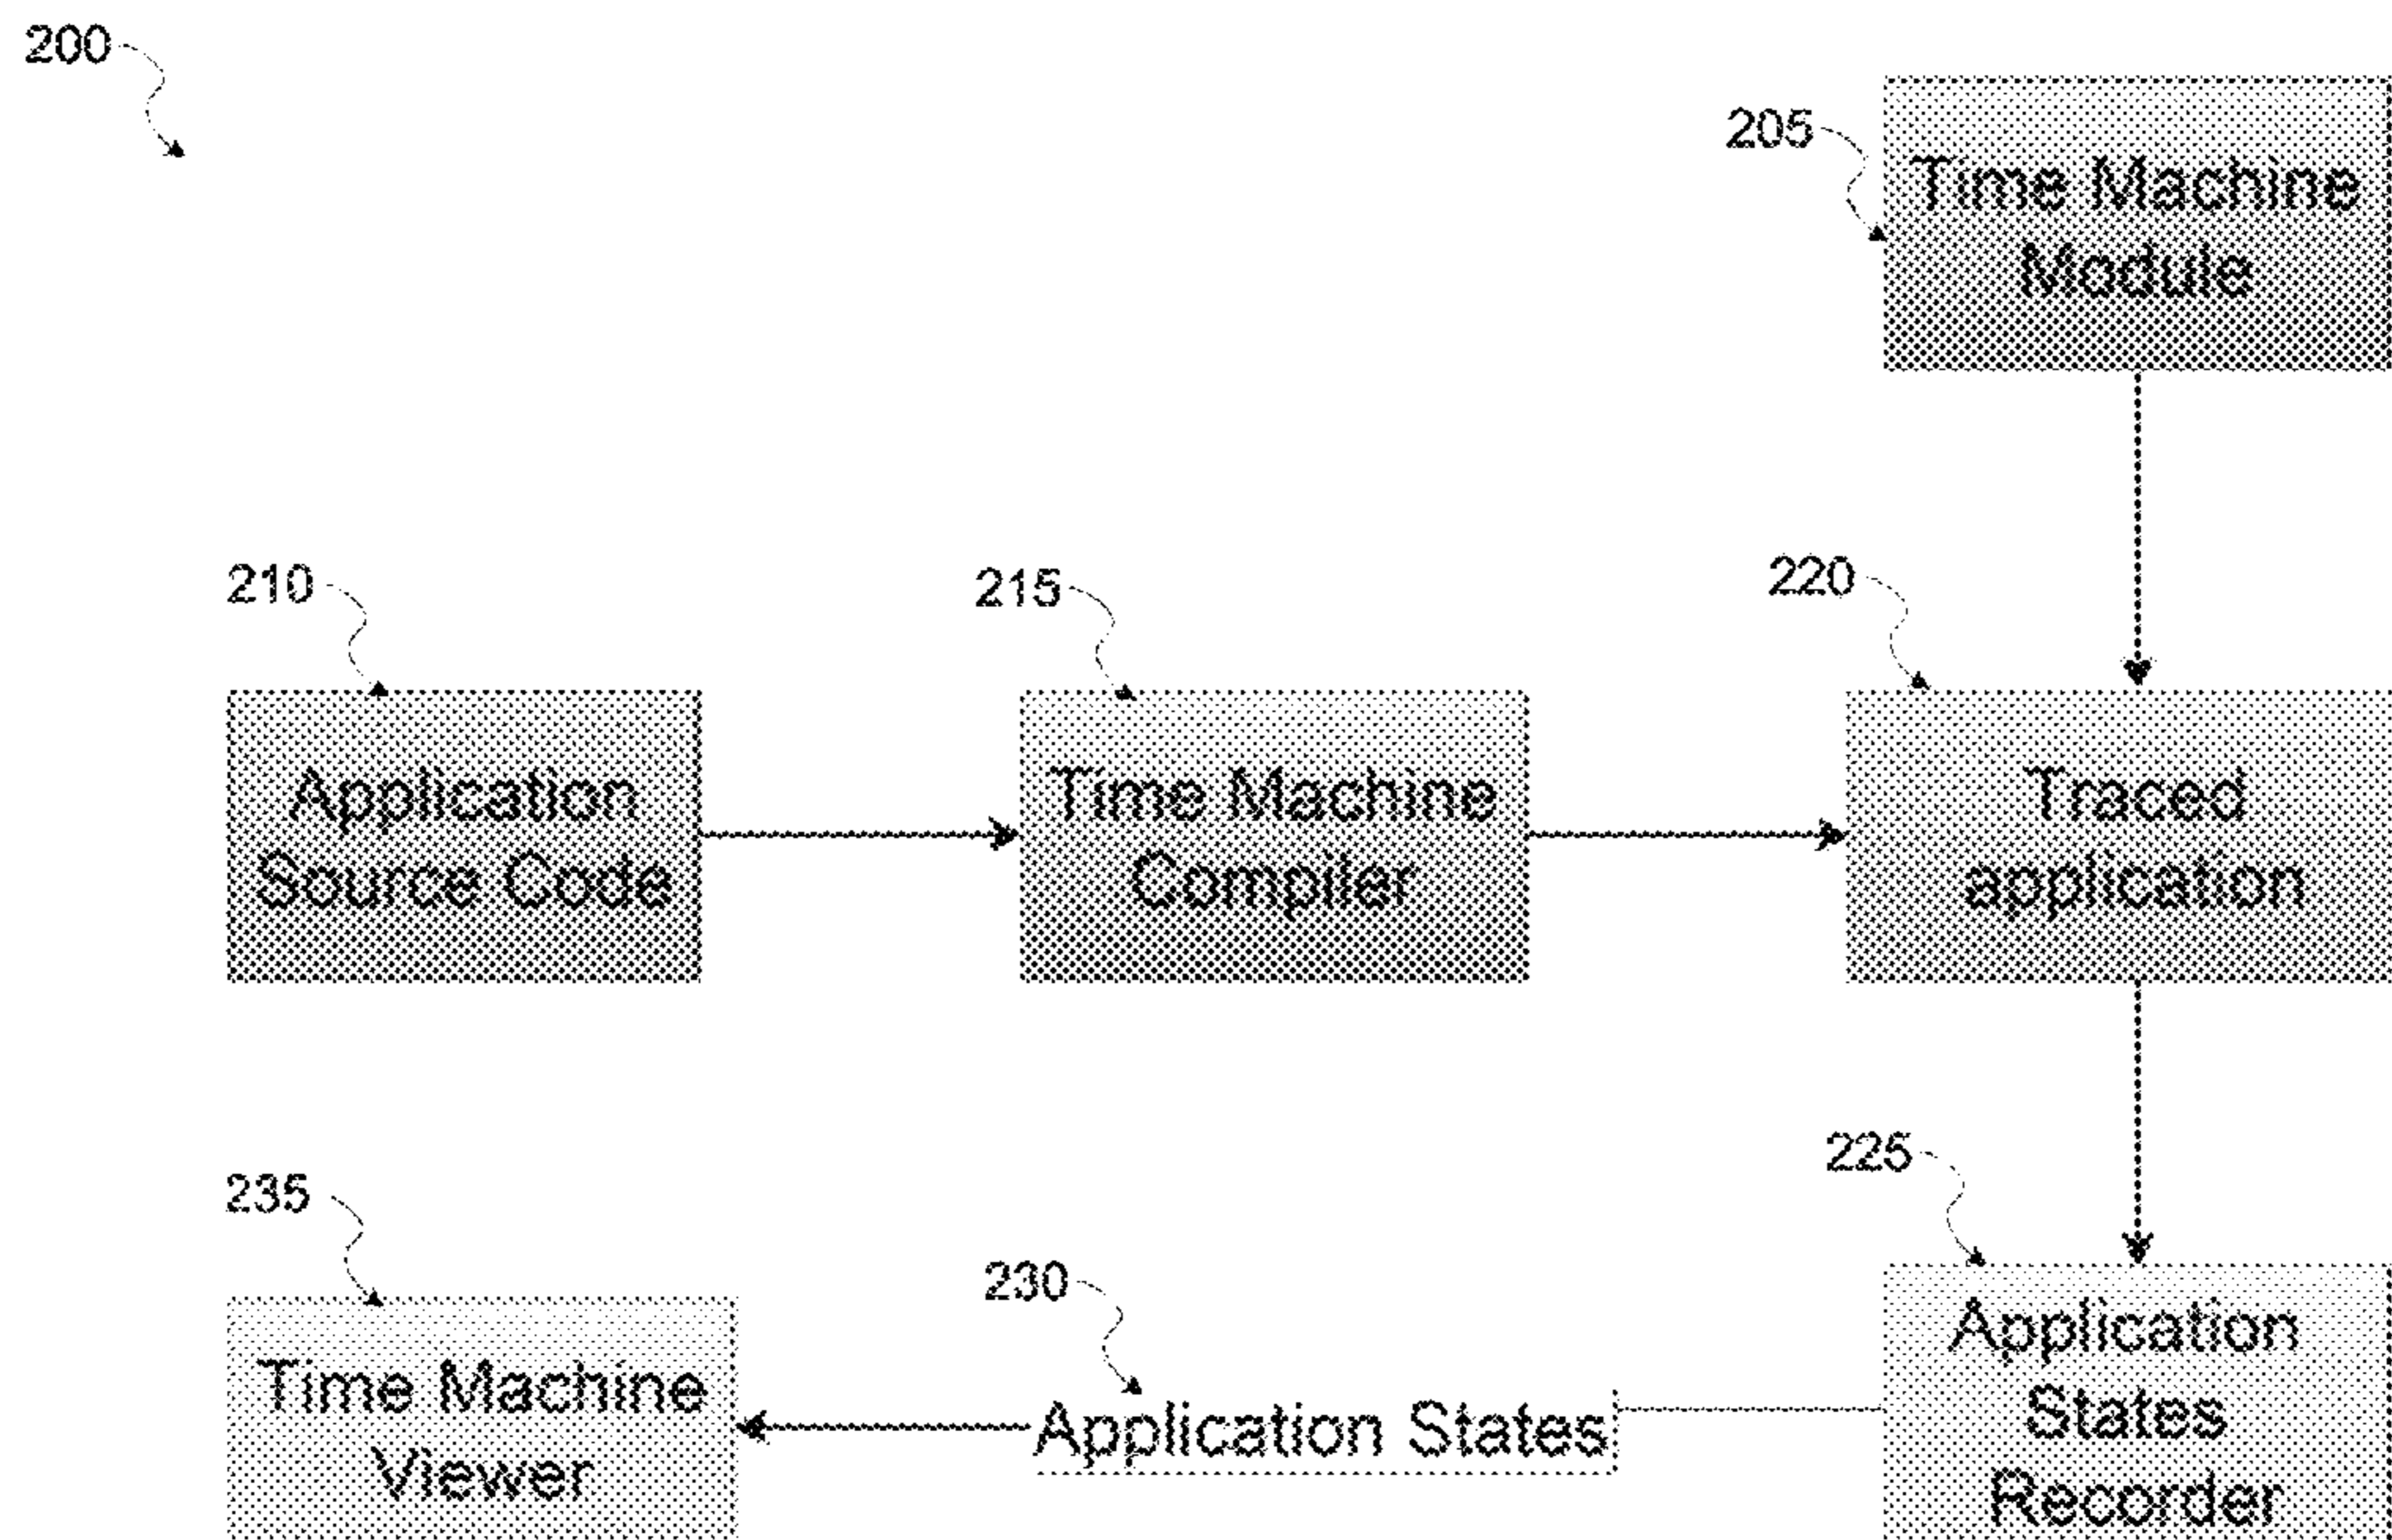 200
205
Time Machine
Module
210
215
220
Application
Source Code
Time Machine
Compiler
Traced
application
225
235
230
Application
States
Recorder
Time Machine
Viewer
Application States